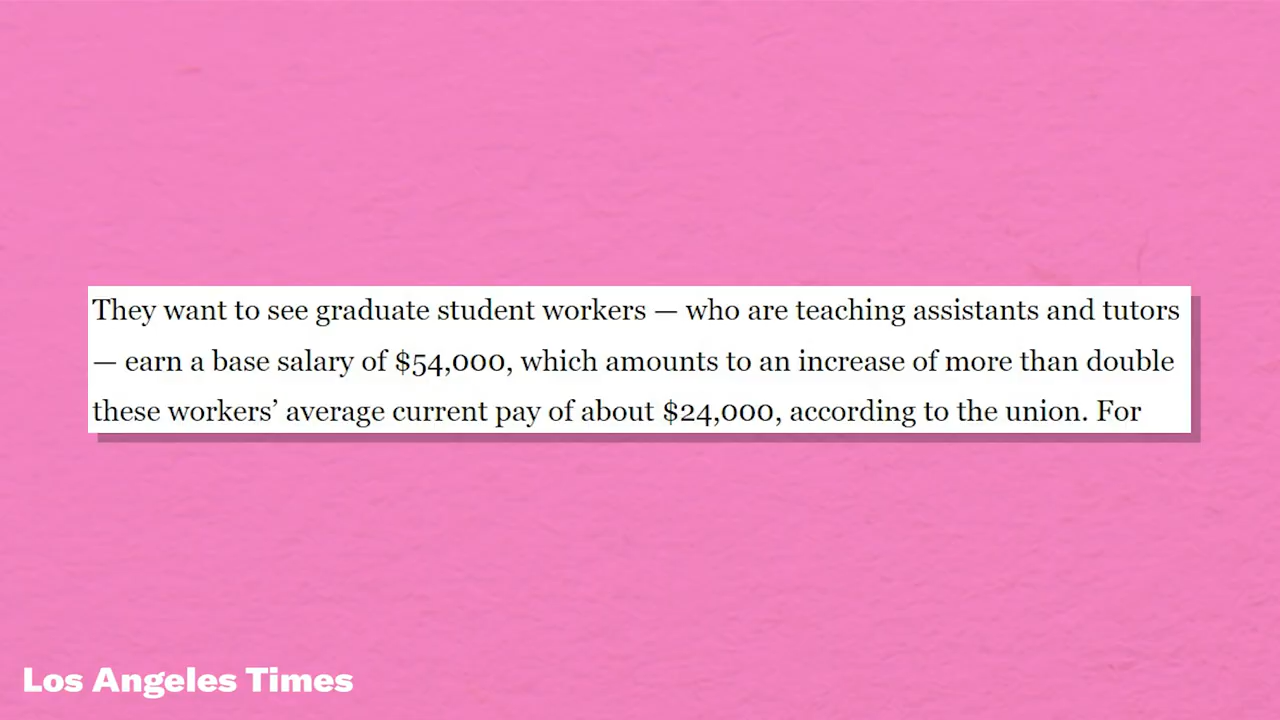 They want to see graduate student workers — who are teaching assistants and tutors
— earn a base salary of $54,000, which amounts to an increase of more than double
these workers’ average current pay of about $24,000, according to the union. For
Los Angeles Times